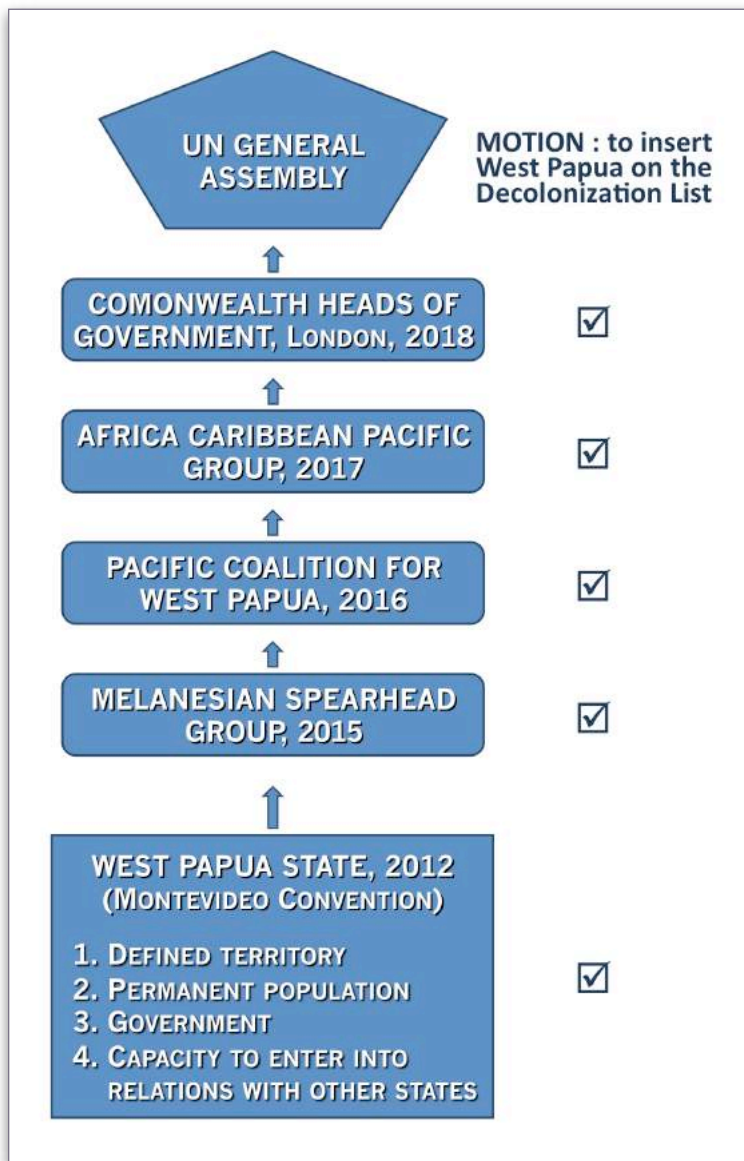 UN GENERAL
ASSEMBLY
MOTION : to insert
West Papua on the
Decolonization List
COMONWEALTH HEADS OF
GOVERNMENT, LONDON, 2018
AFRICA CARIBBEAN PACIFIC
GROUP, 2017
PACIFIC COALITION FOR
WEST PAPUA, 2016
MELANESIAN SPEARHEAD
GROUP, 2015
WEST PAPUA STATE, 2012
(MONTEVIDEO CONVENTION)
1. DEFINED TERRITORY
2. PERMANENT POPULATION
3. GOVERNMENT
4. CAPACITY TO ENTER INTO
RELATIONS WITH OTHER STATES